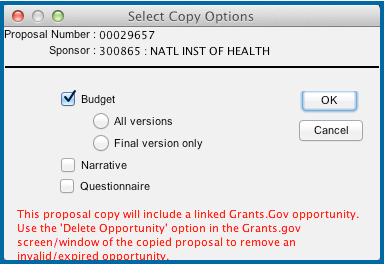 Select Copy Options
Proposal Number : 00029657
Sponsor : 300865 : NATL INST OF HEALTH
Budget
OK
All versions
Cancel
Final version only
Narrative
Questionnaire
This proposal copy will include a linked Grants.Gov opportunity.
Use the 'Delete Opportunity' option in the Grants.gov
screen/window of the copied proposal to remove an
invalid/expired opportunity.